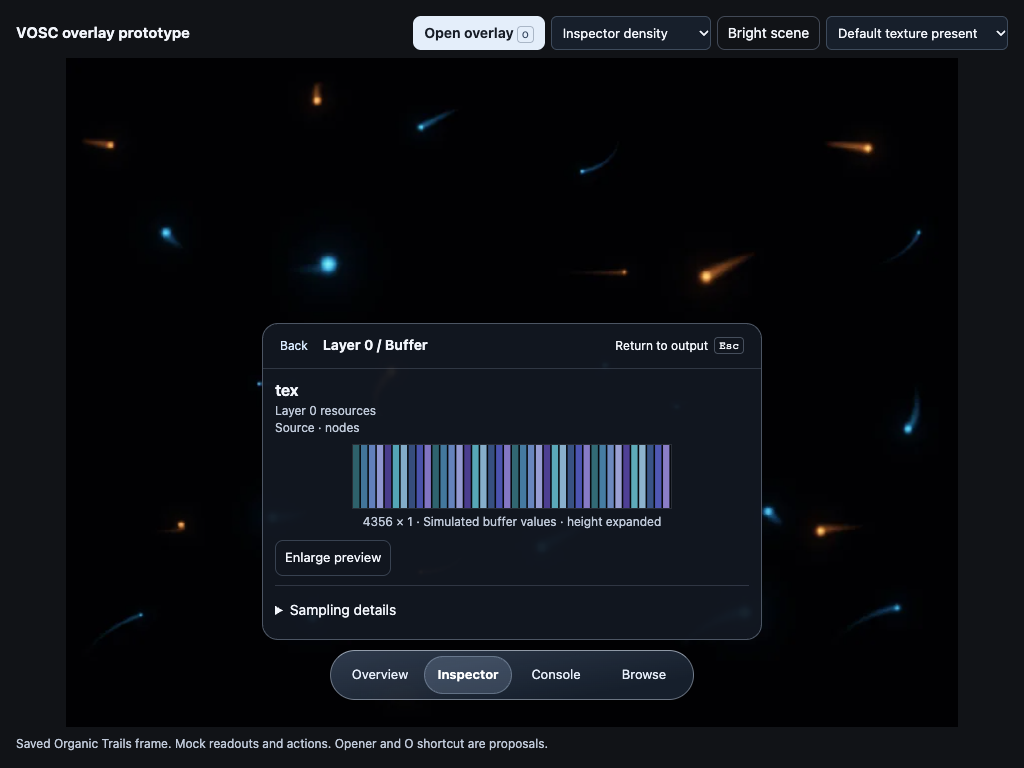 VOSC overlay prototype
Open overlay o
Inspector density
Bright scene
Default texture present
Back
Layer 0 / Buffer
Return to output Esc
tex
Layer 0 resources
Source · nodes
4356 × 1 · Simulated buffer values · height expanded
Enlarge preview
Sampling details
Overview
Inspector
Console
Browse
Saved Organic Trails frame. Mock readouts and actions. Opener and O shortcut are proposals.